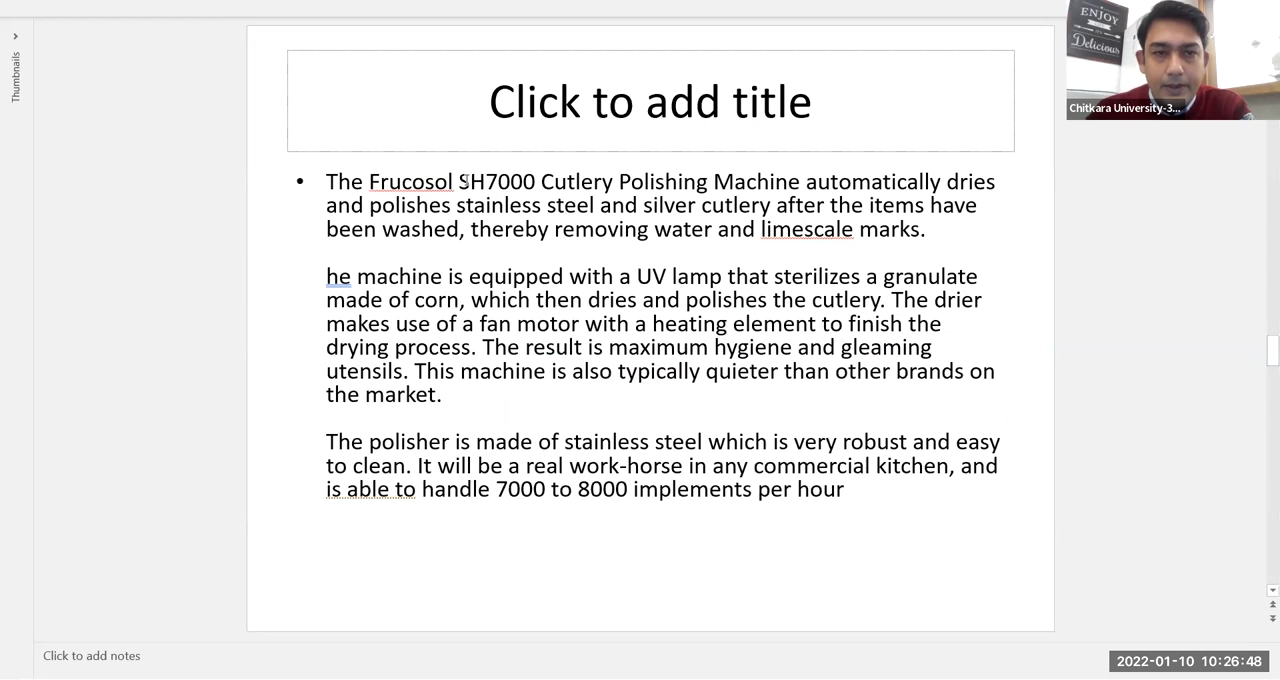 Thumbnails
ENJOY
Delicious
Chitkara University-3...
Click to add title
• The Frucosol SH7000 Cutlery Polishing Machine automatically dries
and polishes stainless steel and silver cutlery after the items have
been washed, thereby removing water and limescale marks.
he machine is equipped with a UV lamp that sterilizes a granulate
made of corn, which then dries and polishes the cutlery. The drier
makes use of a fan motor with a heating element to finish the
drying process. The result is maximum hygiene and gleaming
utensils. This machine is also typically quieter than other brands on
the market.
The polisher is made of stainless steel which is very robust and easy
to clean. It will be a real work-horse in any commercial kitchen, and
is able to handle 7000 to 8000 implements per hour
Click to add notes
2022-01-10 10:26:48